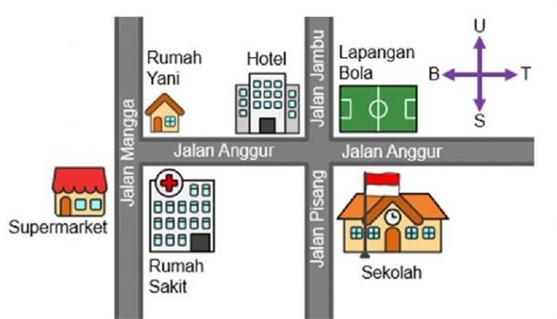 U
B
T
S
Rumah
Yani
Hotel
Lapangan
Bola
Jalan Mangga
Jalan Jambu
Jalan Anggur
Jalan Anggur
Supermarket
Rumah
Sakit
Jalan Pisang
Sekolah